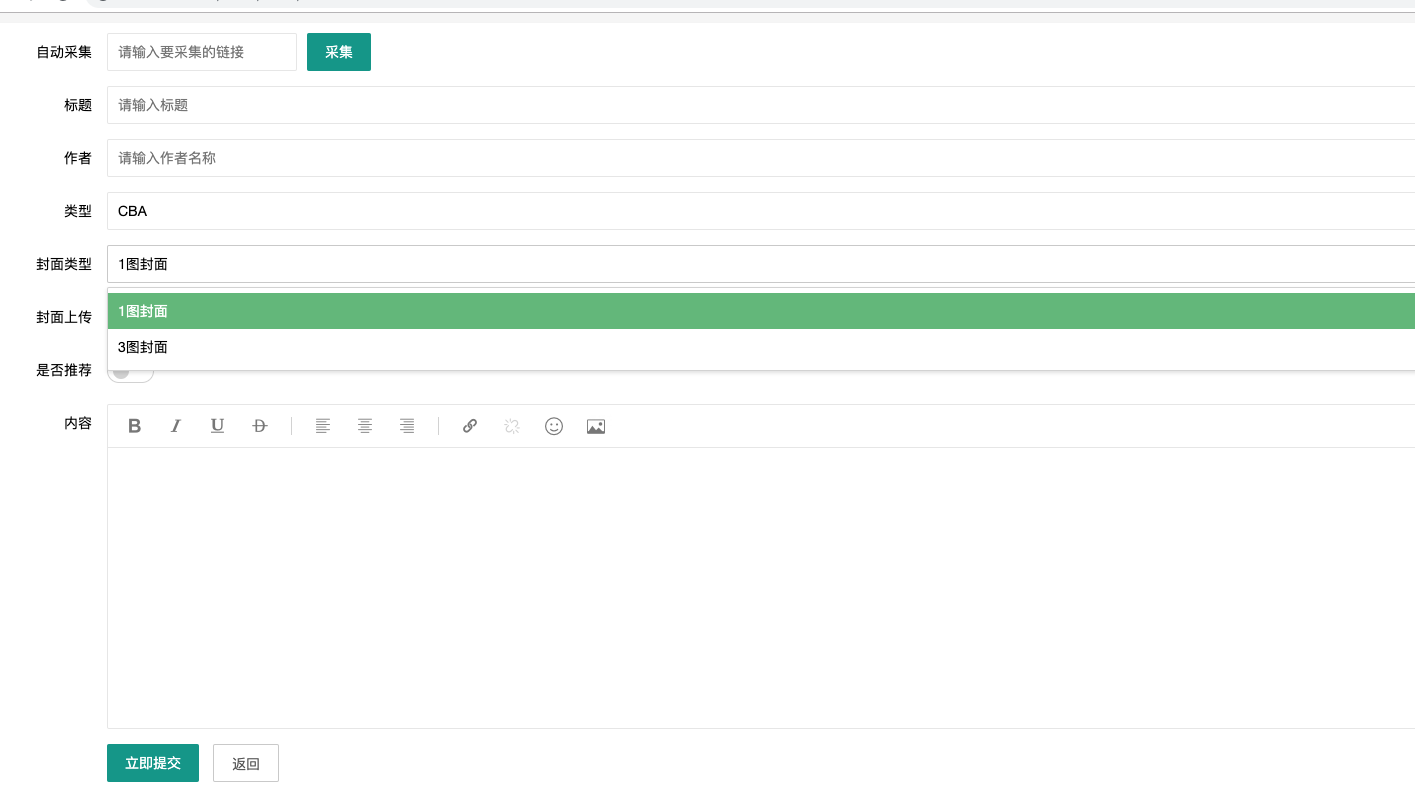 自动采集 请输入要采集的链接 采集
标题 请输入标题
作者 请输入作者名称
类型 CBA
封面类型 1图封面
1图封面
封面上传
3图封面
是否推荐
内容 B I U D
立即提交 返回